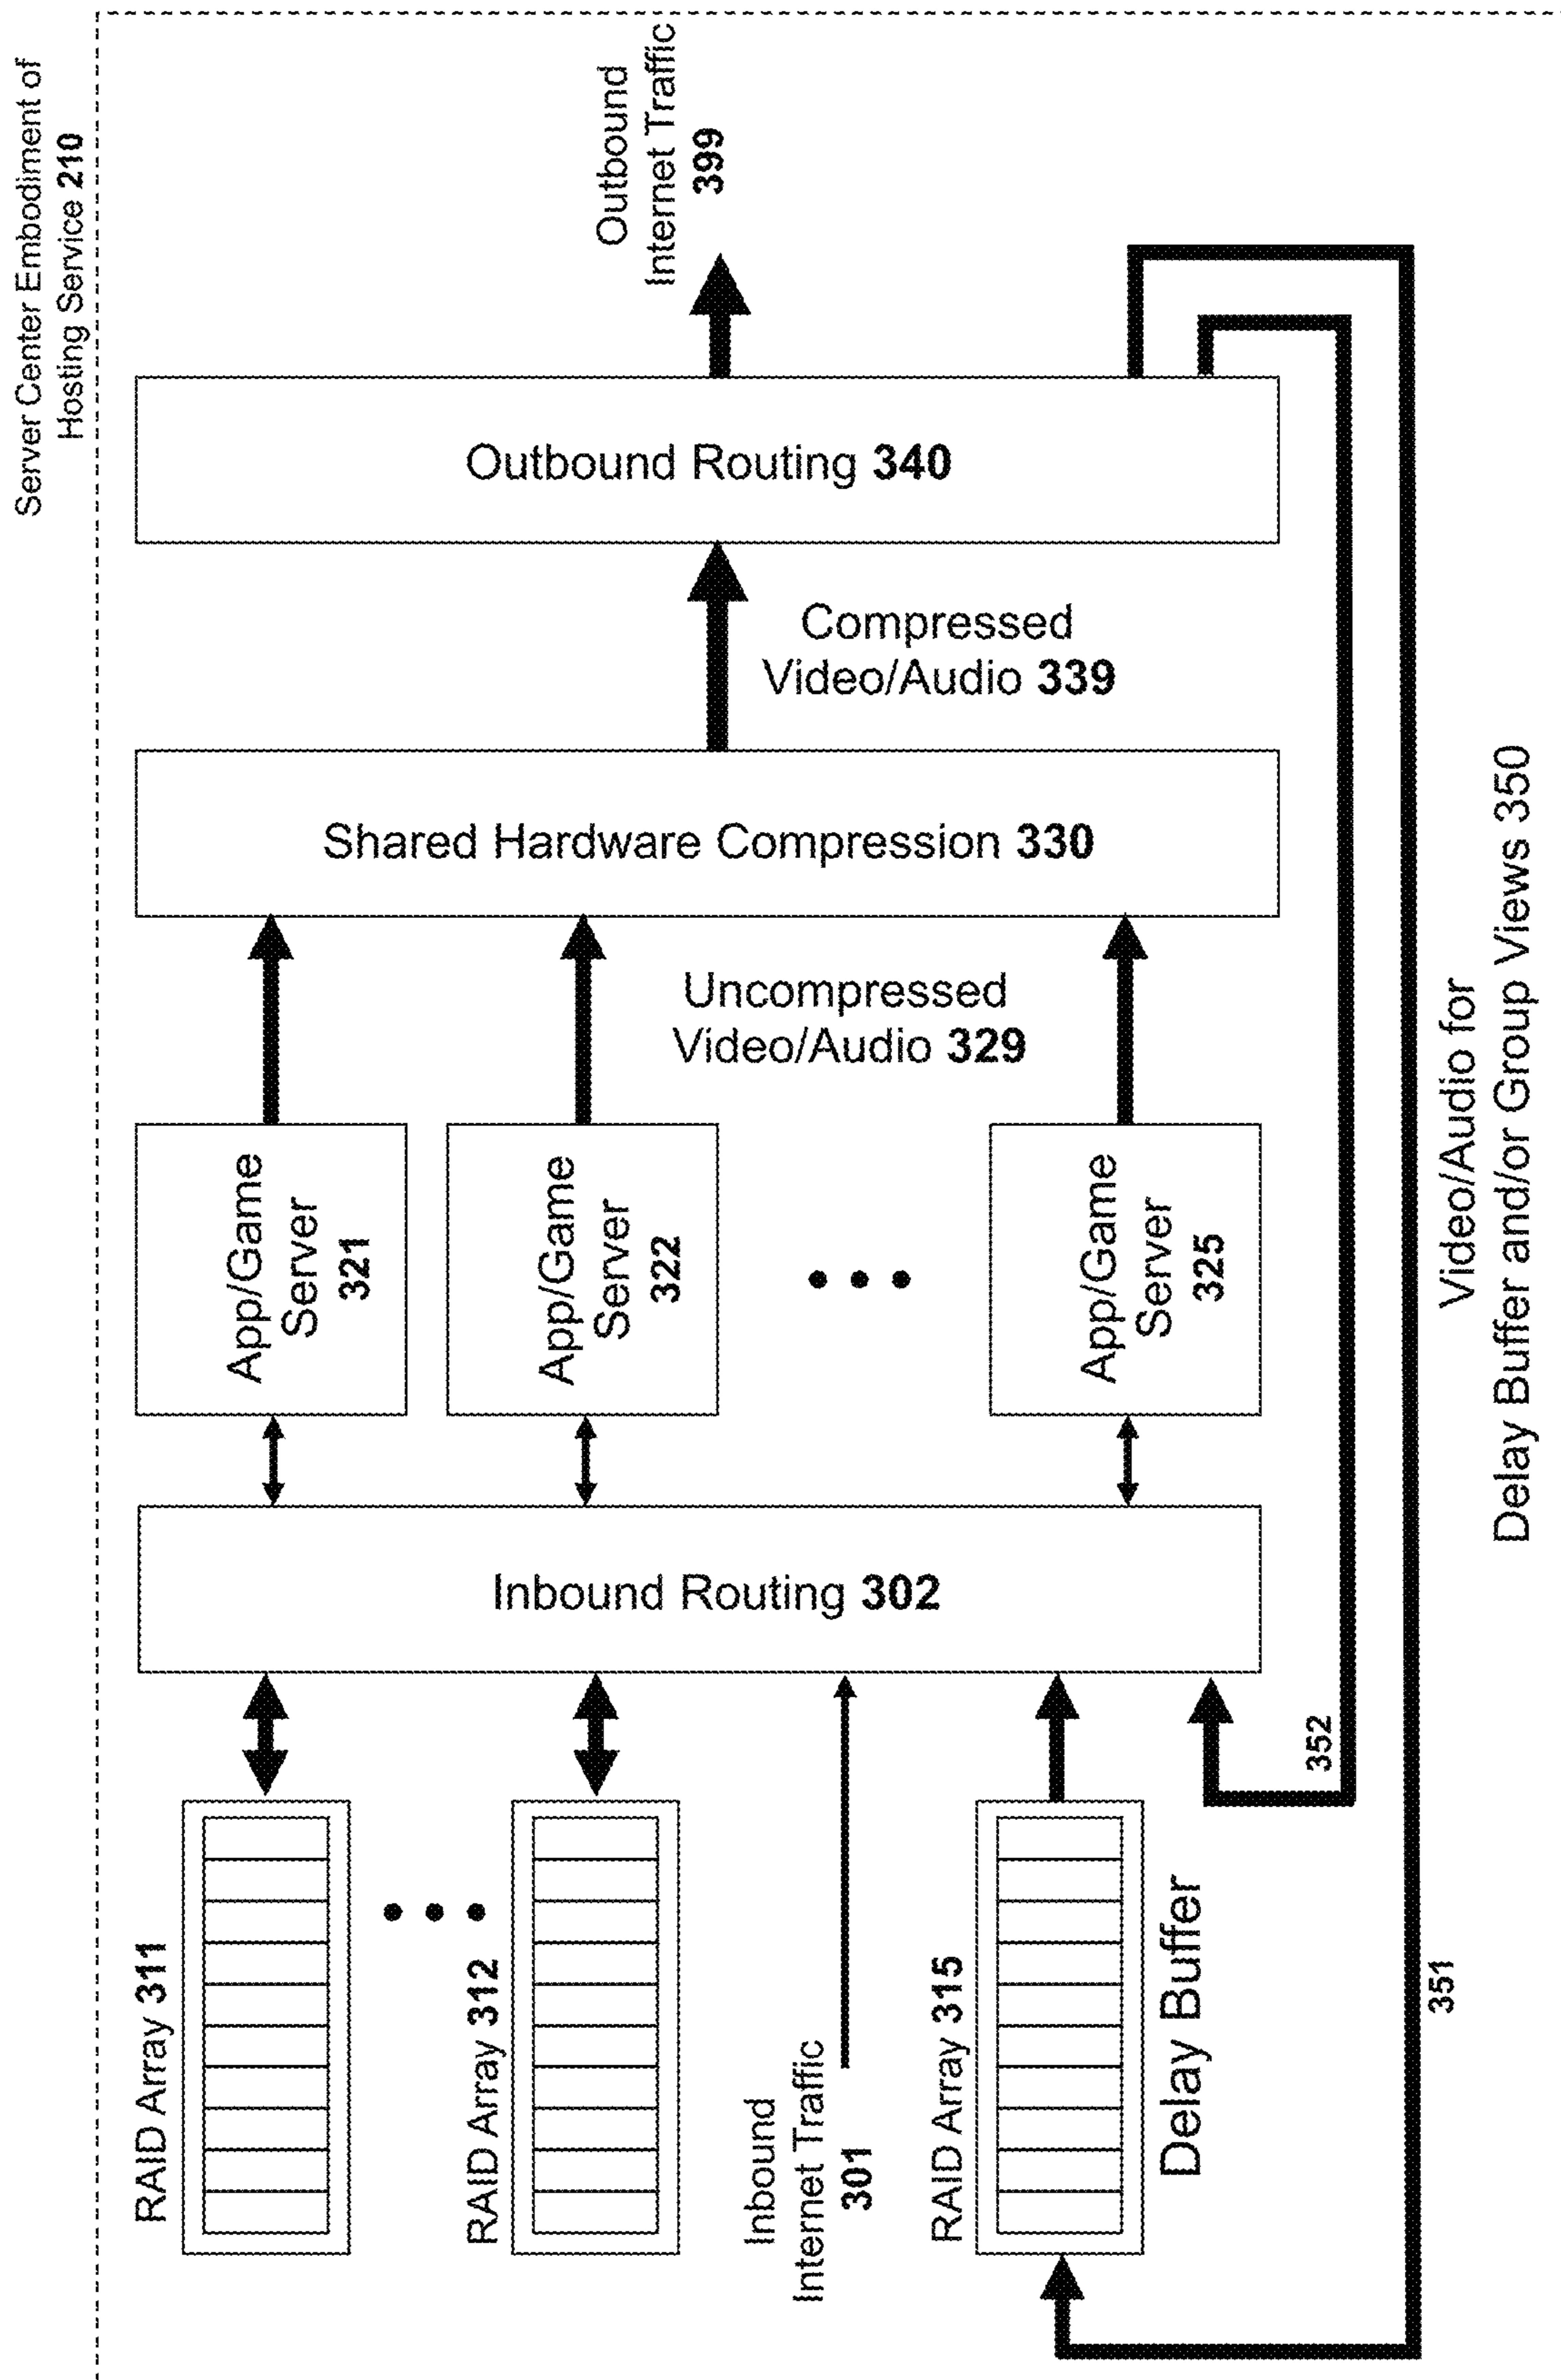 Server Center Embodiment of
Hosting Service 210
RAID Array 311
RAID Array 312
Inbound
Internet Traffic
301
RAID Array 315
Delay Buffer
Inbound Routing 302
App/Game
Server
321
App/Game
Server
322
App/Game
Server
325
Uncompressed
Video/Audio 329
Shared Hardware Compression 330
Compressed
Video/Audio 339
Outbound Routing 340
Outbound
Internet Traffic
399
352
351
Video/Audio for
Delay Buffer and/or Group Views 350